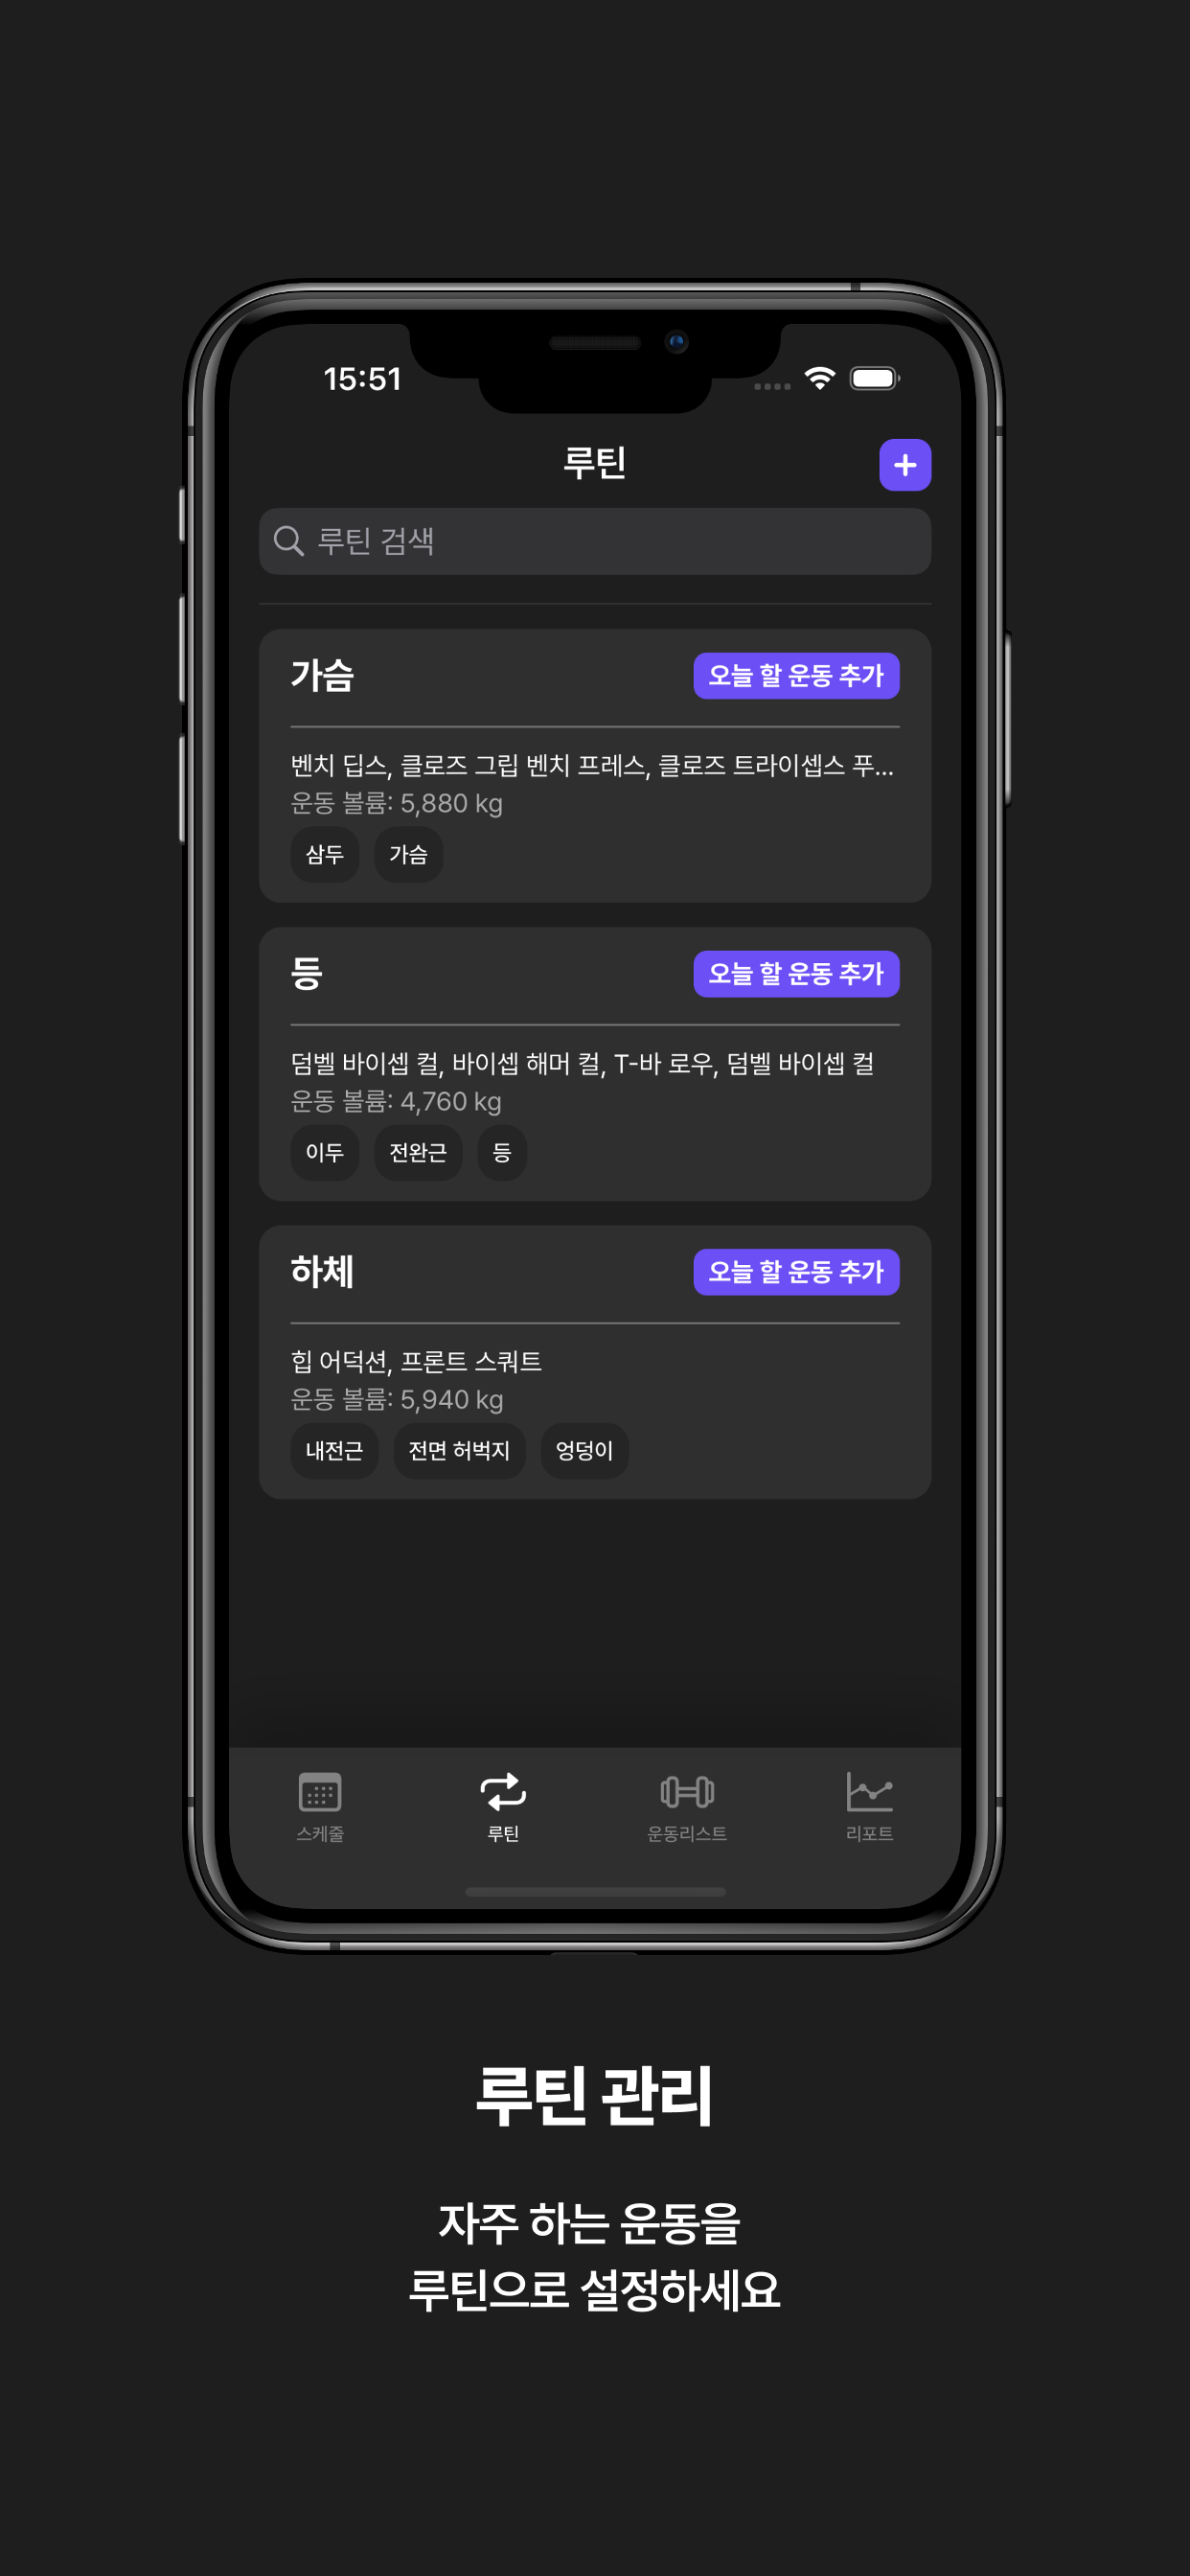 15:51
루틴
루틴 검색
가슴
오늘 할 운동 추가
벤치 딥스, 클로즈 그립 벤치 프레스, 클로즈 트라이셉스 푸...
운동 볼륨: 5,880 kg
삼두 가슴
등
오늘 할 운동 추가
덤벨 바이셉 컬, 바이셉 해머 컬, T-바 로우, 덤벨 바이셉 컬
운동 볼륨: 4,760 kg
이두 전완근 등
하체
오늘 할 운동 추가
힙 어덕션, 프론트 스쿼트
운동 볼륨: 5,940 kg
내전근 전면 허벅지 엉덩이
스케줄 루틴 운동리스트 리포트
루틴 관리
자주 하는 운동을
루틴으로 설정하세요